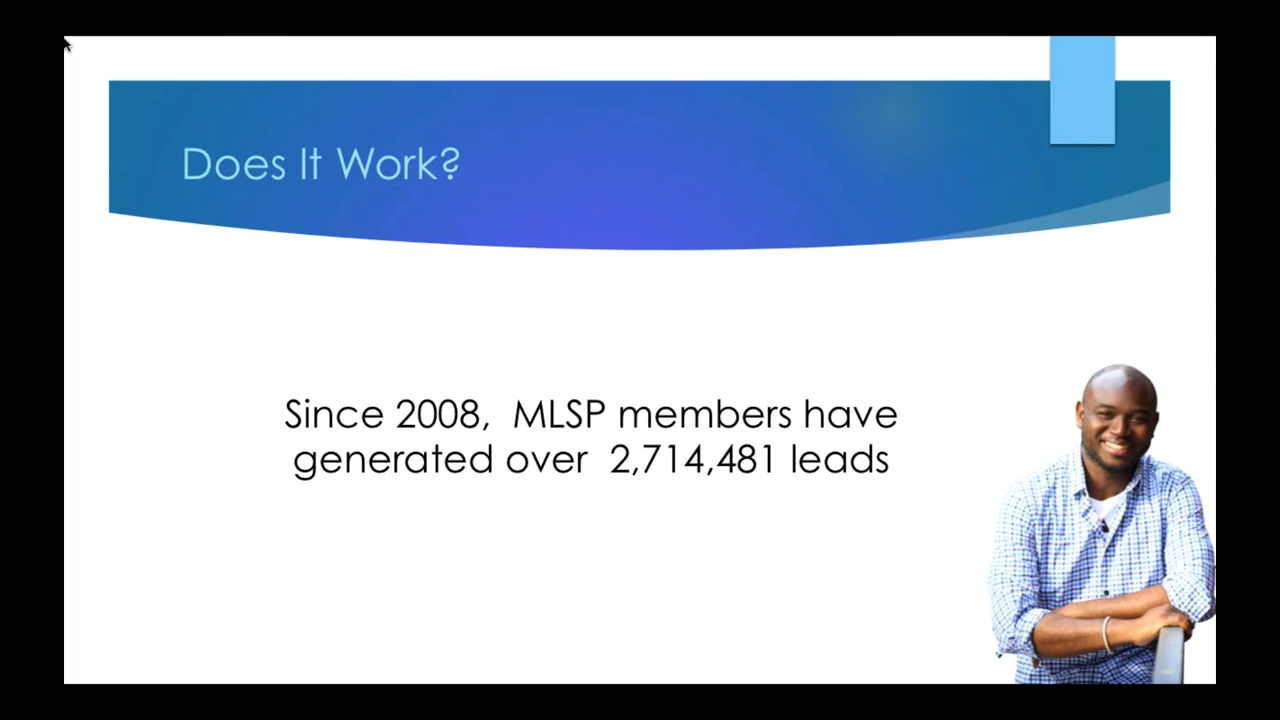 Does It Work?
Since 2008,  MLSP members have
generated over  2,714,481 leads